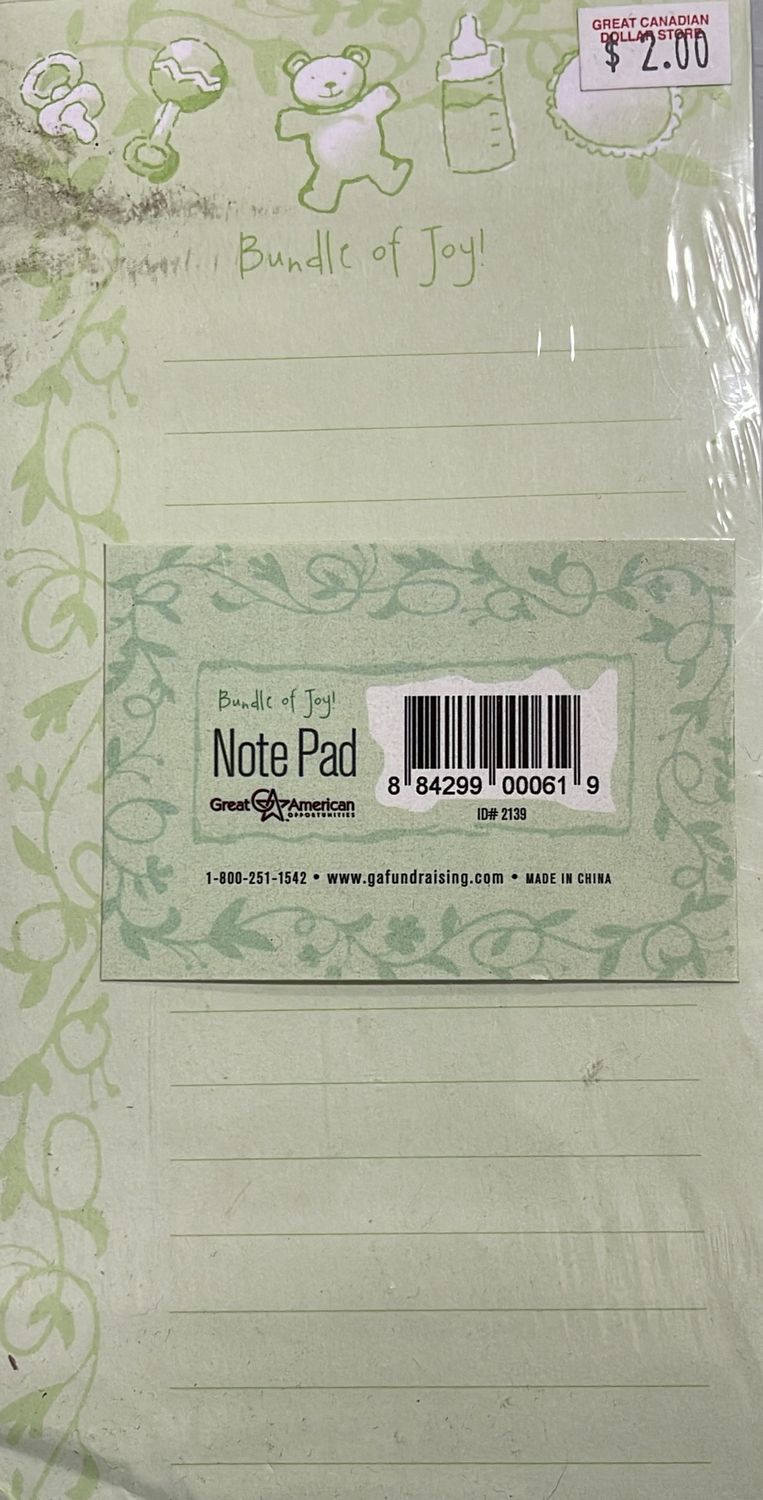 GREAT CANADIAN
DOLLAR STORE
$ 2.00
Bundle of Joy!
Bundle of Joy!
Note Pad
Great American
OPPORTUNITIES
8 84299 00061 9
ID# 2139
1-800-251-1542 • www.gafundraising.com • MADE IN CHINA